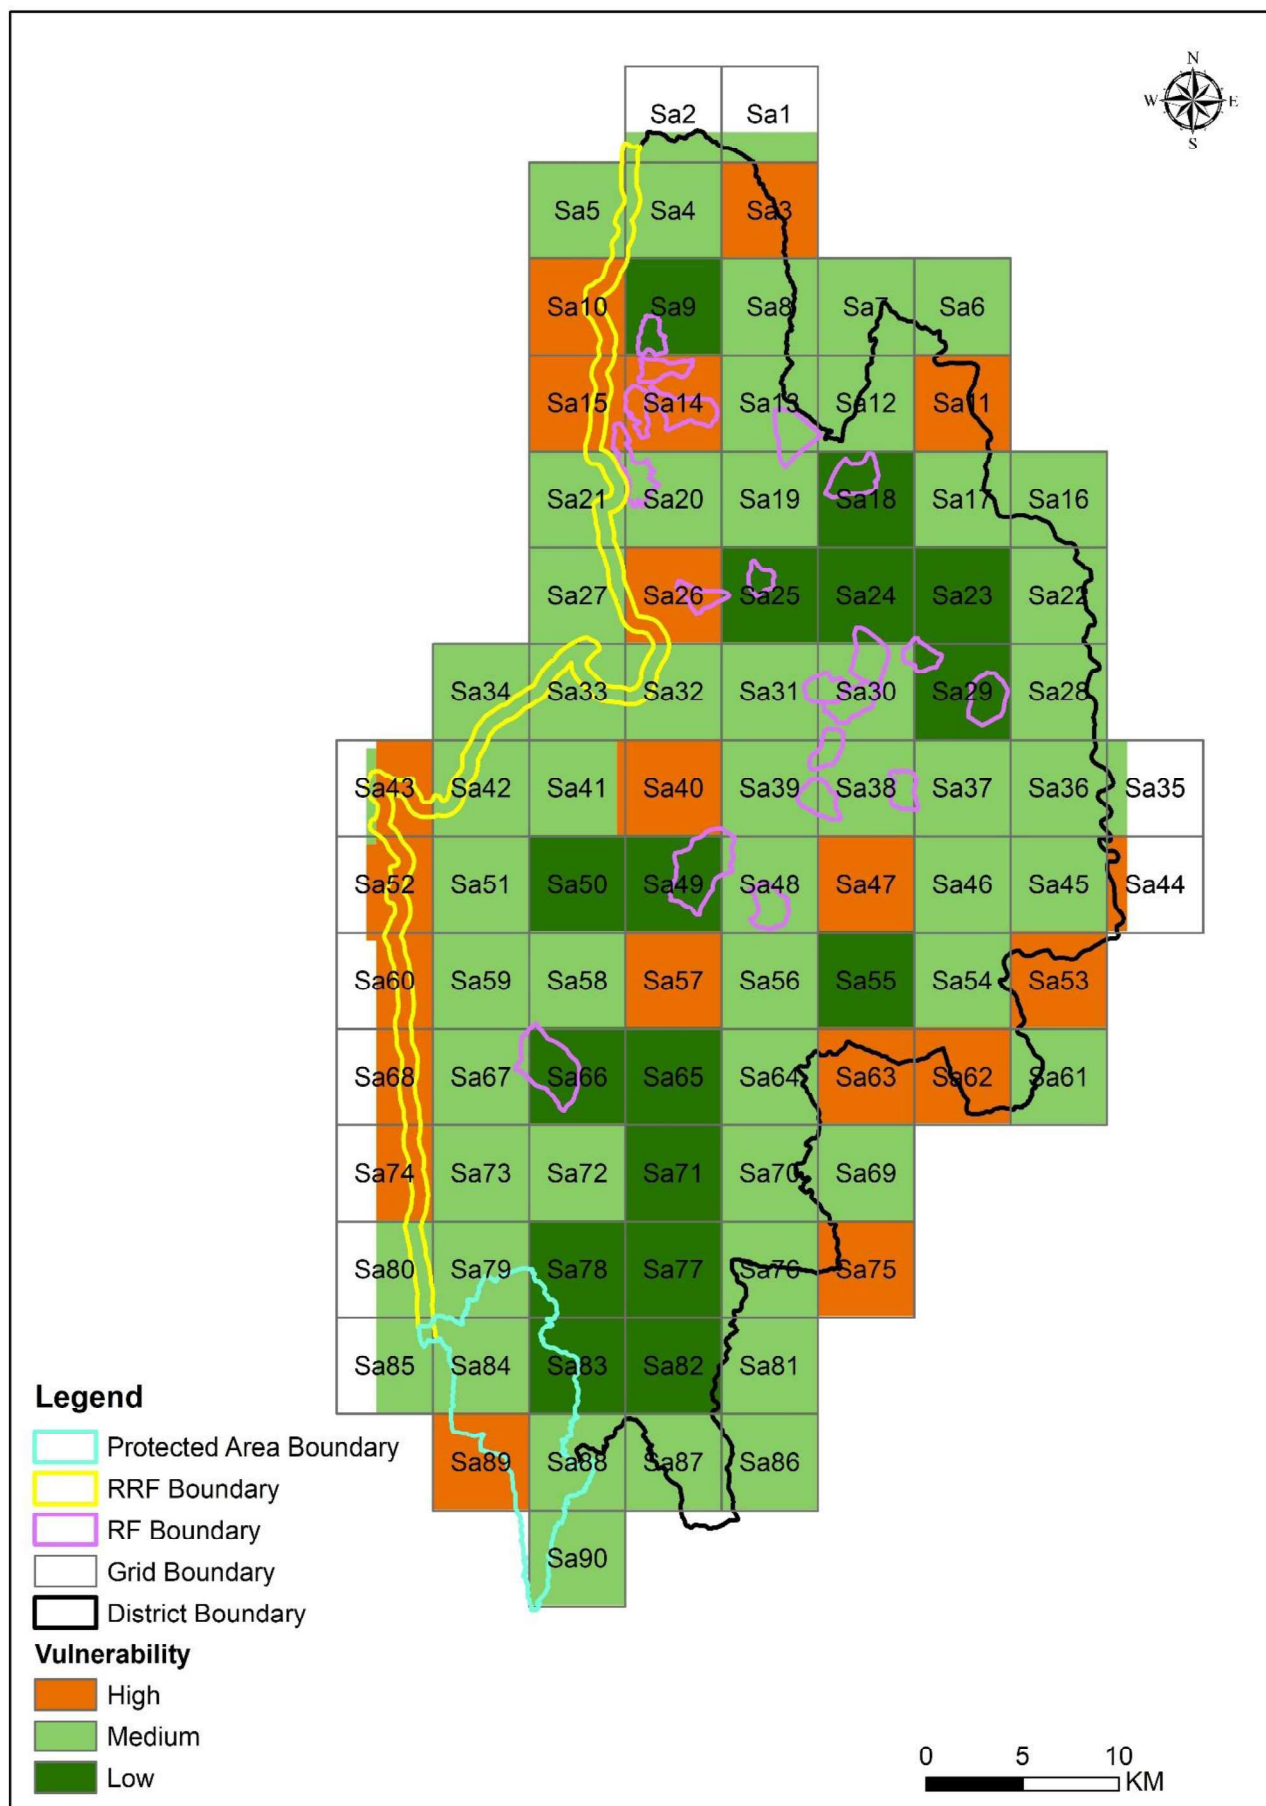 N
W E
S
Sa2 Sa1
Sa5 Sa4 Sa3
Sa10 Sa9 Sa8 Sa7 Sa6
Sa15 Sa14 Sa13 Sa12 Sa11
Sa21 Sa20 Sa19 Sa18 Sa17 Sa16
Sa27 Sa26 Sa25 Sa24 Sa23 Sa22
Sa34 Sa33 Sa32 Sa31 Sa30 Sa29 Sa28
Sa43 Sa42 Sa41 Sa40 Sa39 Sa38 Sa37 Sa36 Sa35
Sa52 Sa51 Sa50 Sa49 Sa48 Sa47 Sa46 Sa45 Sa44
Sa60 Sa59 Sa58 Sa57 Sa56 Sa55 Sa54 Sa53
Sa68 Sa67 Sa66 Sa65 Sa64 Sa63 Sa62 Sa61
Sa74 Sa73 Sa72 Sa71 Sa70 Sa69
Sa80 Sa79 Sa78 Sa77 Sa76 Sa75
Sa85 Sa84 Sa83 Sa82 Sa81
Sa89 Sa88 Sa87 Sa86
Sa90
Legend
Protected Area Boundary
RRF Boundary
RF Boundary
Grid Boundary
District Boundary
Vulnerability
High
Medium
Low
0 5 10
KM